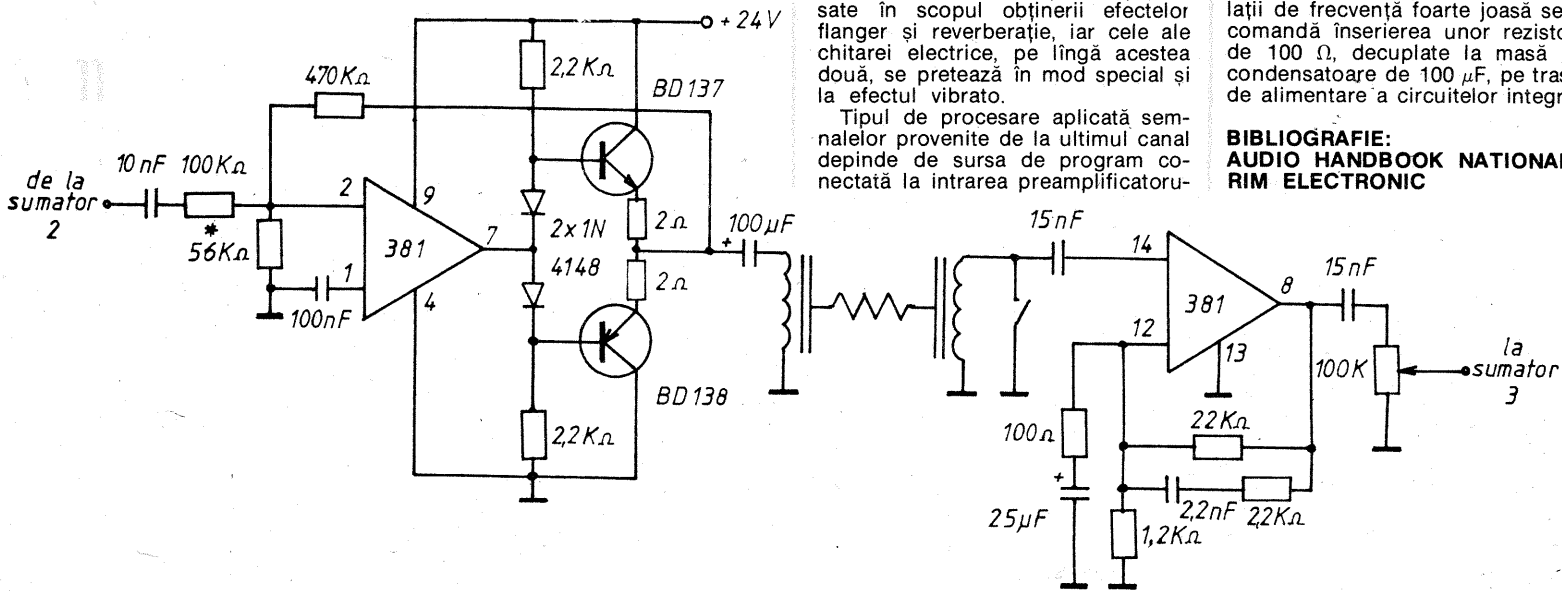 sate în scopul obținerii efectelor
flanger și reverberație, iar cele ale
chitarei electrice, pe lîngă acestea
două, se pretează în mod special și
la efectul vibrato.
Tipul de procesare aplicată sem-
nalelor provenite de la ultimul canal
depinde de sursa de program co-
nectată la intrarea preamplificatoru-
lații de frecvență foarte joasă se
comandă înserierea unor rezisto
de 100 Ω, decuplate la masă
condensatoare de 100 μF, pe tras
de alimentare a circuitelor integr
BIBLIOGRAFIE:
AUDIO HANDBOOK NATIONAL
RIM ELECTRONIC
+ 24V
2,2KΩ
470KΩ
BD137
10nF
100KΩ
de la
sumator
2
*
56KΩ
2
9
381
7
1
4
100nF
2x1N
4148
2Ω
2Ω
BD138
2,2KΩ
+
100μF
15nF
14
381
8
12
13
15nF
100K
la
sumator
3
100Ω
+
25μF
22KΩ
2,2nF
2,2KΩ
1,2KΩ